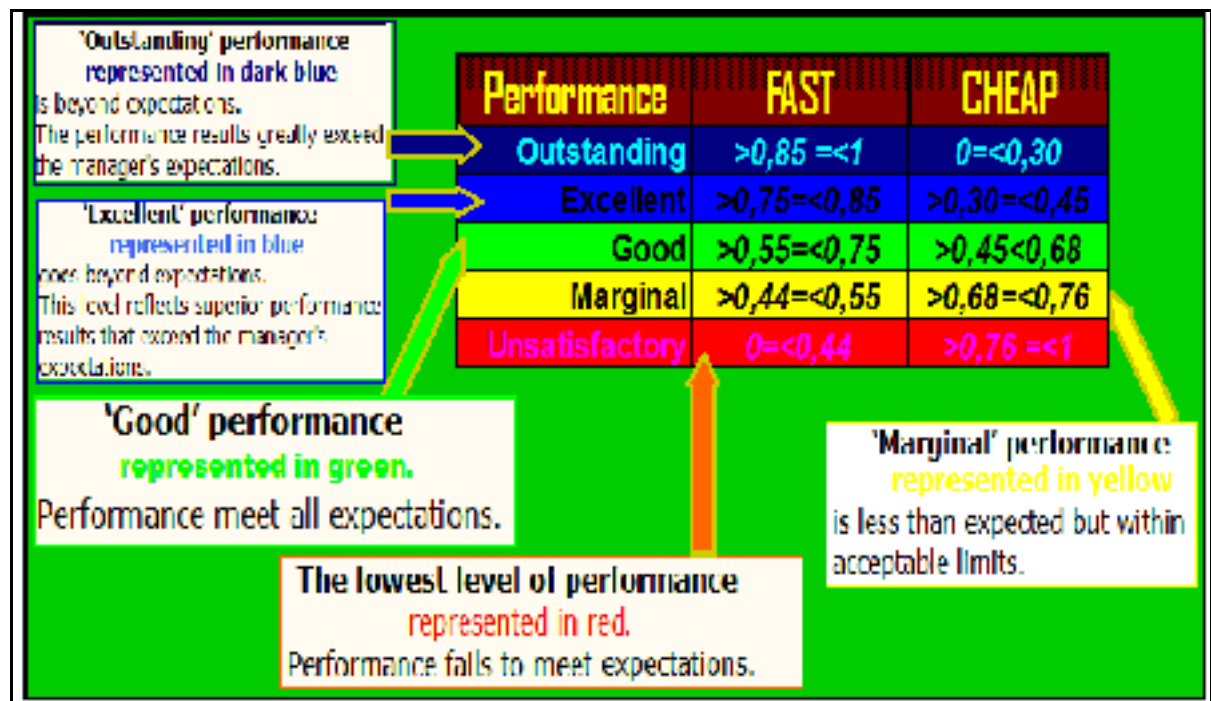 'Outstanding' performance
represented in dark blue
is beyond expectations.
The performance results greatly exceed
the manager's expectations.
'Excellent' performance
represented in blue
goes beyond expectations.
This level reflects superior performance
results that exceed the manager's
expectations.
Performance FAST CHEAP
Outstanding >0,85 =<1 0=<0,30
Excellent >0,75=<0,85 >0,30=<0,45
Good >0,55=<0,75 >0,45<0,68
Marginal >0,44=<0,55 >0,68=<0,76
Unsatisfactory 0=<0,44 >0,76 =<1
'Good' performance
represented in green.
Performance meet all expectations.
'Marginal' performance
represented in yellow
is less than expected but within
acceptable limits.
The lowest level of performance
represented in red.
Performance fails to meet expectations.